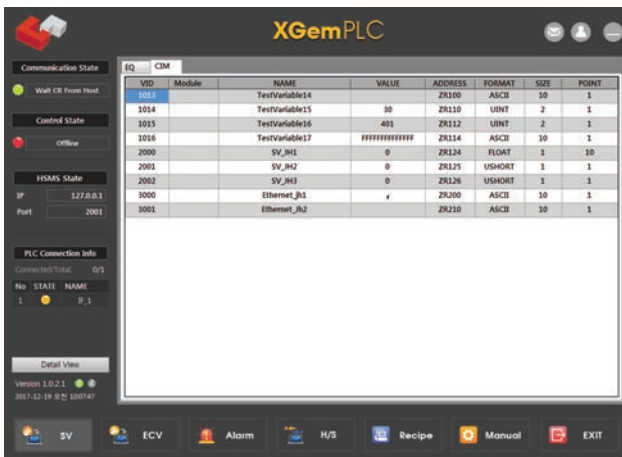 XGemPLC
Communication State
Wait CR From Host
Control State
Offline
HSMS State
IP 127.0.0.1
Port 2001
PLC Connection Info
Connected/Total: 0/1
No STATE NAME
1 IF_1
Detail View
Version 1.0.2.1
2017-12-19 오전 10:07:47
EQ CIM
VID Module NAME VALUE ADDRESS FORMAT SIZE POINT
1013 TestVariable14 ZR100 ASCII 10 1
1014 TestVariable15 30 ZR110 UINT 2 1
1015 TestVariable16 401 ZR112 UINT 2 1
1016 TestVariable17 ZR114 ASCII 10 1
2000 SV_JH1 0 ZR124 FLOAT 1 10
2001 SV_JH2 0 ZR125 USHORT 1 1
2002 SV_JH3 0 ZR126 USHORT 1 1
3000 Ethernet_jh1 r ZR200 ASCII 10 1
3001 Ethernet_Jh2 ZR210 ASCII 10 1
SV ECV Alarm H/S Recipe Manual EXIT